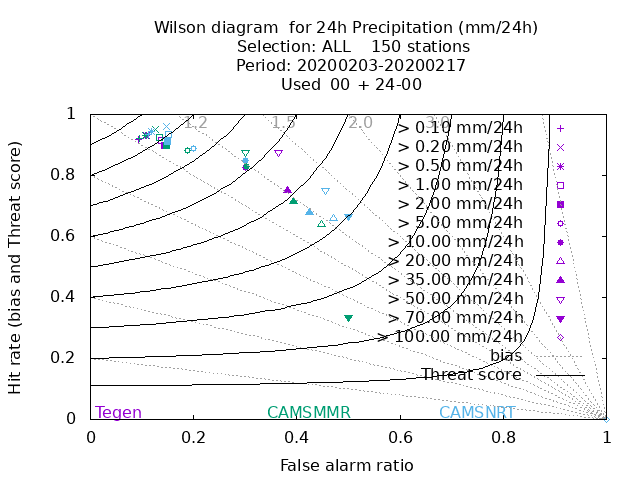 Wilson diagram  for 24h Precipitation (mm/24h)
Selection: ALL    150 stations
Period: 20200203-20200217
Used  00 + 24-00
Hit rate (bias and Threat score)
1
0.8
0.6
0.4
0.2
0
1.2
1.5
2.0
3.0
> 0.10 mm/24h
> 0.20 mm/24h
> 0.50 mm/24h
> 1.00 mm/24h
> 2.00 mm/24h
> 5.00 mm/24h
> 10.00 mm/24h
> 20.00 mm/24h
> 35.00 mm/24h
> 50.00 mm/24h
> 70.00 mm/24h
> 100.00 mm/24h
bias
Threat score
Tegen
CAMSMMR
CAMSNRT
0 0.2 0.4 0.6 0.8 1
False alarm ratio